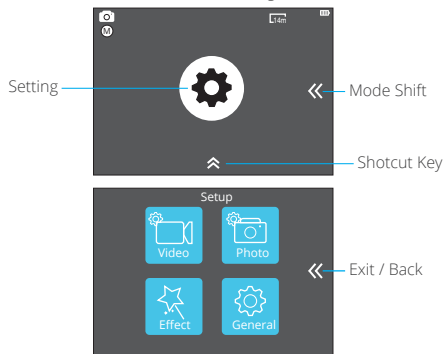 M
14m
Setting
Mode Shift
Shotcut Key
Setup
Video
Photo
Exit / Back
Effect
General